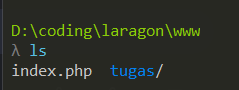 D:\coding\laragon\www
λ ls
index.php  tugas/